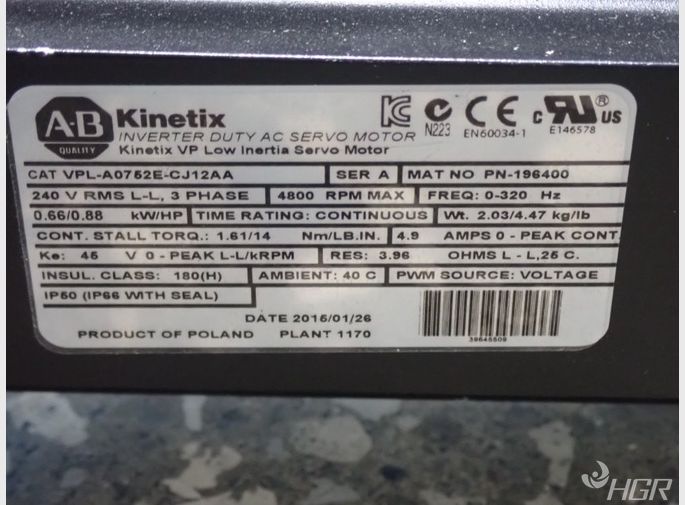 A-B
QUALITY
Kinetix
INVERTER DUTY AC SERVO MOTOR
Kinetix VP Low Inertia Servo Motor
N223
EN60034-1
c UR US
E146578
CAT VPL-A0752E-CJ12AA SER A MAT NO PN-196400
240 V RMS L-L, 3 PHASE 4800 RPM MAX FREQ: 0-320 Hz
0.66/0.88 kW/HP TIME RATING: CONTINUOUS Wt. 2.03/4.47 kg/lb
CONT. STALL TORQ.: 1.61/14 Nm/LB.IN. 4.9 AMPS 0 - PEAK CONT
Ke: 45 V 0 - PEAK L-L/kRPM RES: 3.96 OHMS L - L,25 C.
INSUL. CLASS: 180(H) AMBIENT: 40 C PWM SOURCE: VOLTAGE
IP50 (IP66 WITH SEAL)
DATE 2015/01/26
PRODUCT OF POLAND PLANT 1170
HGR